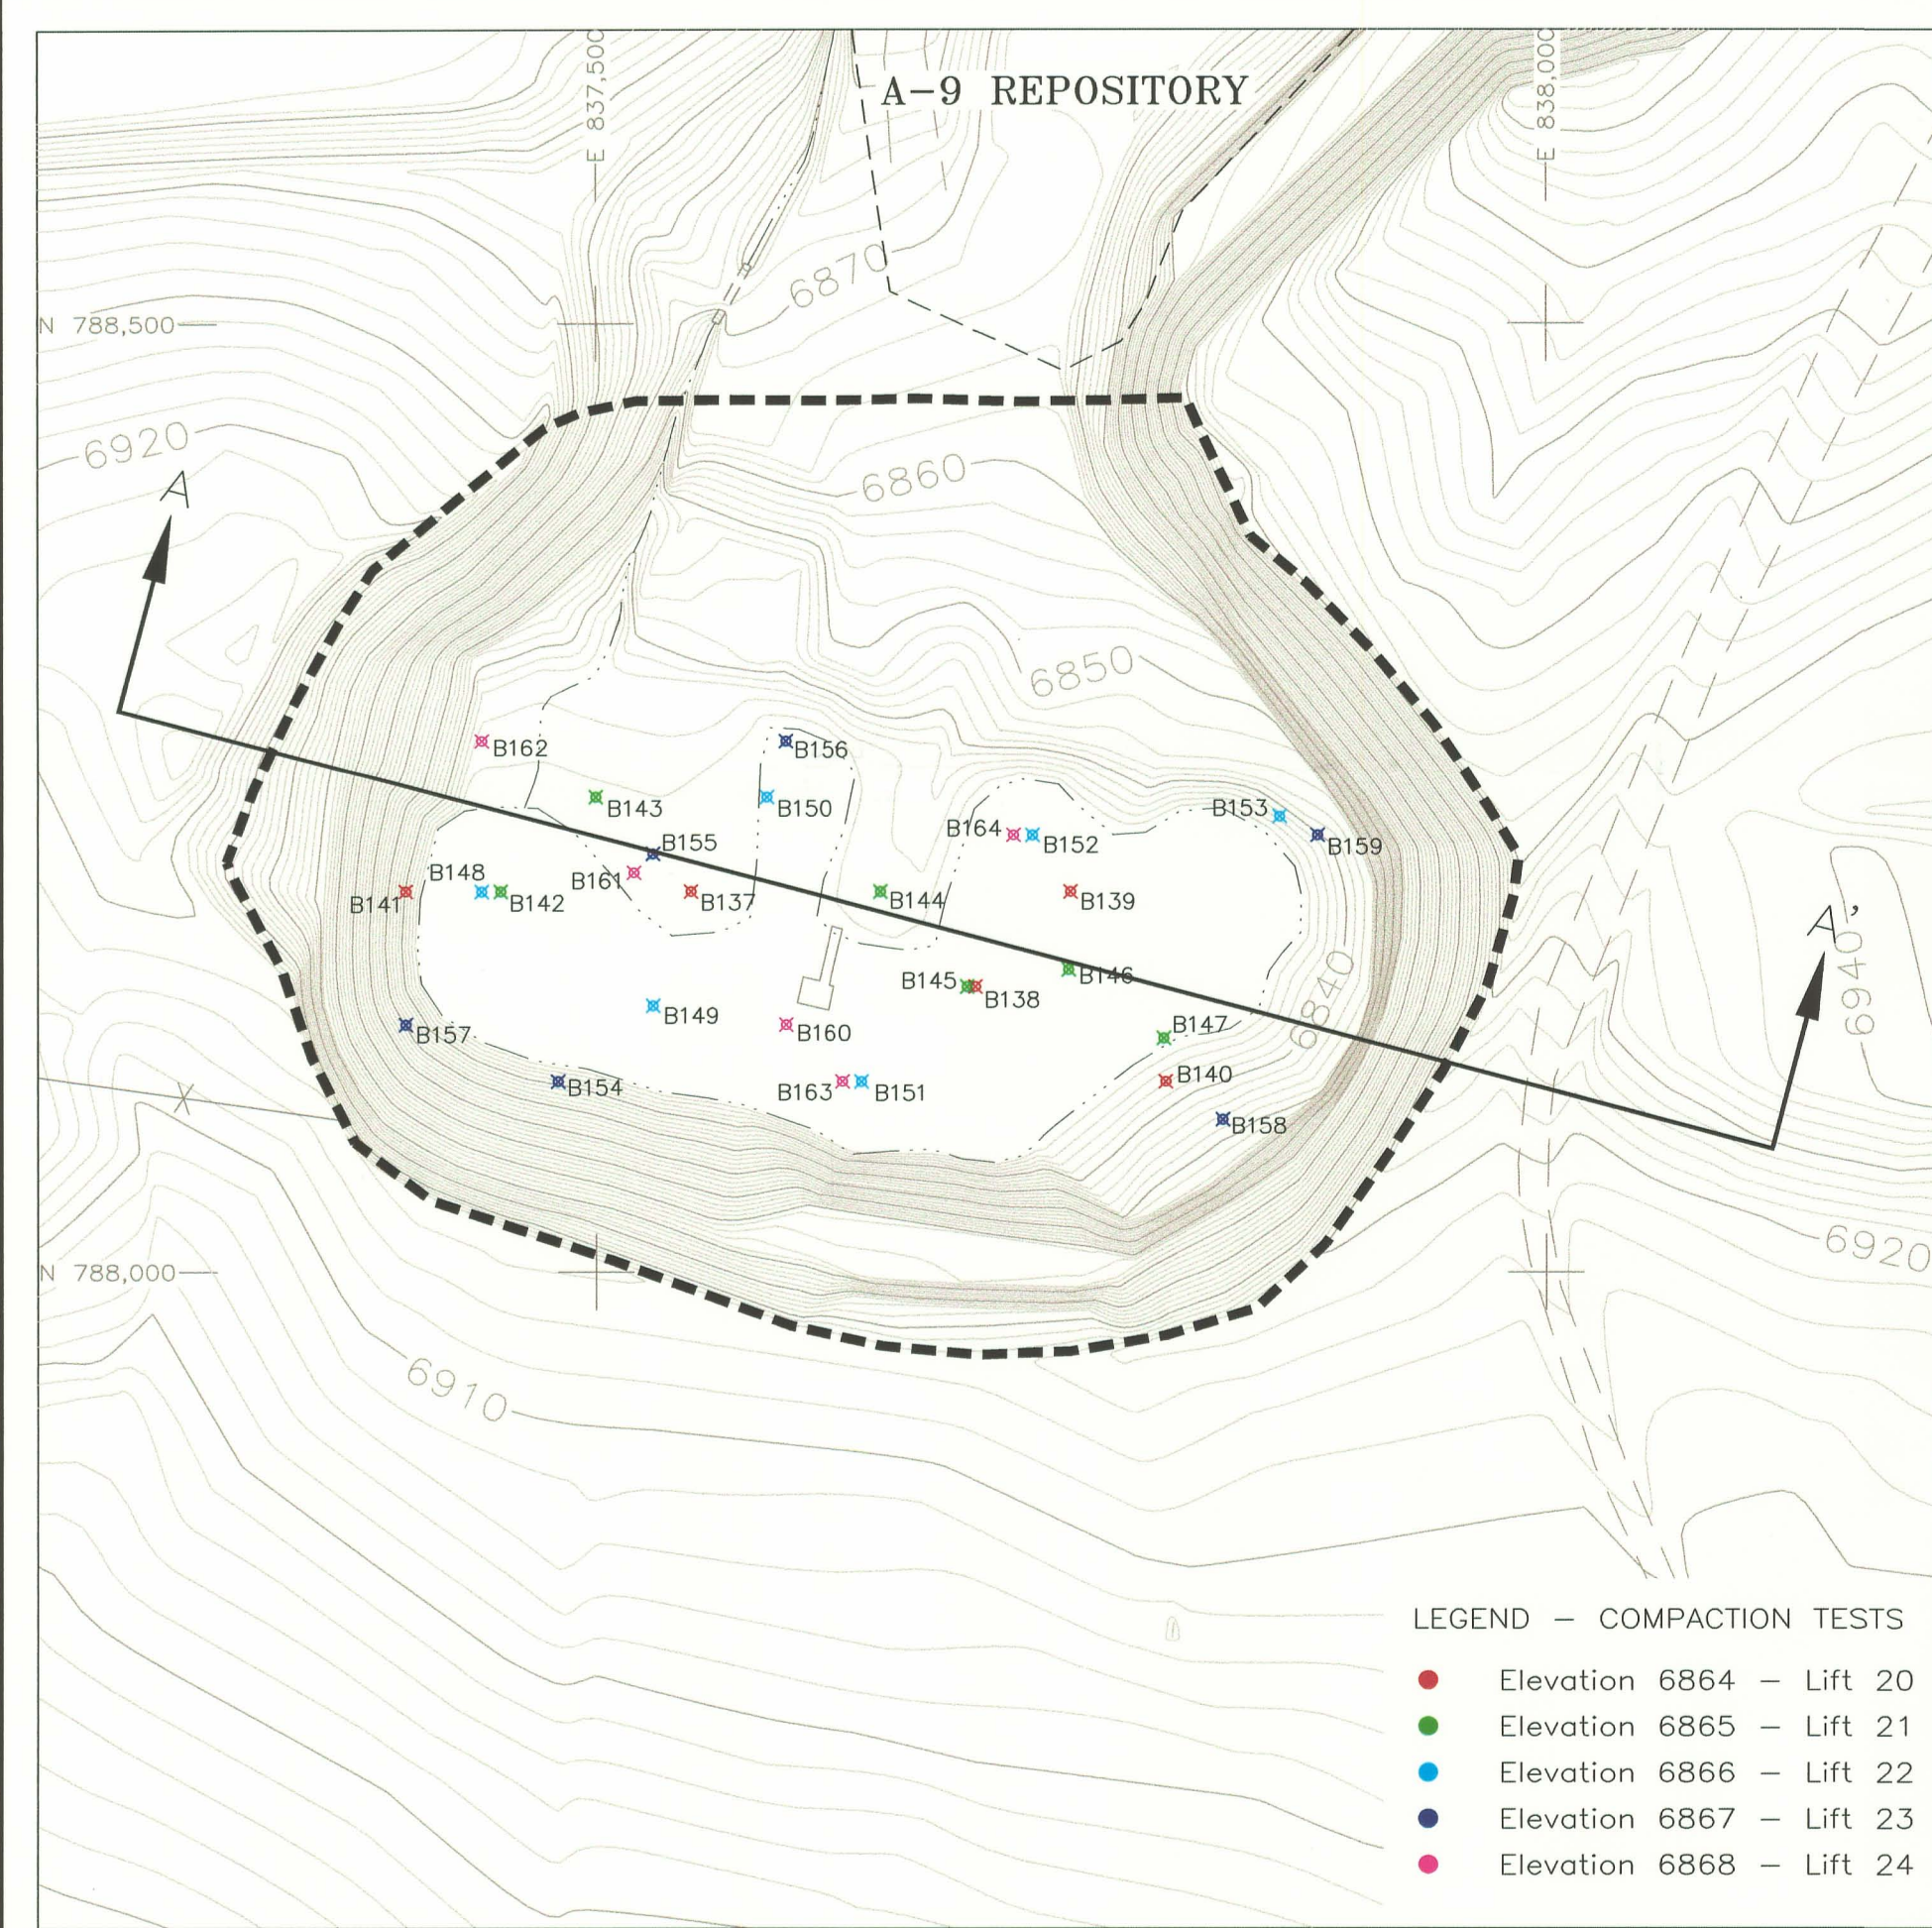 E 837,500
A-9 REPOSITORY
E 838,000
6870
N 788,500
6920
A
6860
6850
B162
B156
B143
B150
B153
B164
B152
B159
B155
B148
B161
B141
B142
B137
B144
B139
A'
6940
B145
B138
B146
6840
B149
B157
B160
B147
B154
B163
B151
B140
B158
X
N 788,000
6920
6910
LEGEND - COMPACTION TESTS
Elevation 6864 - Lift 20
Elevation 6865 - Lift 21
Elevation 6866 - Lift 22
Elevation 6867 - Lift 23
Elevation 6868 - Lift 24